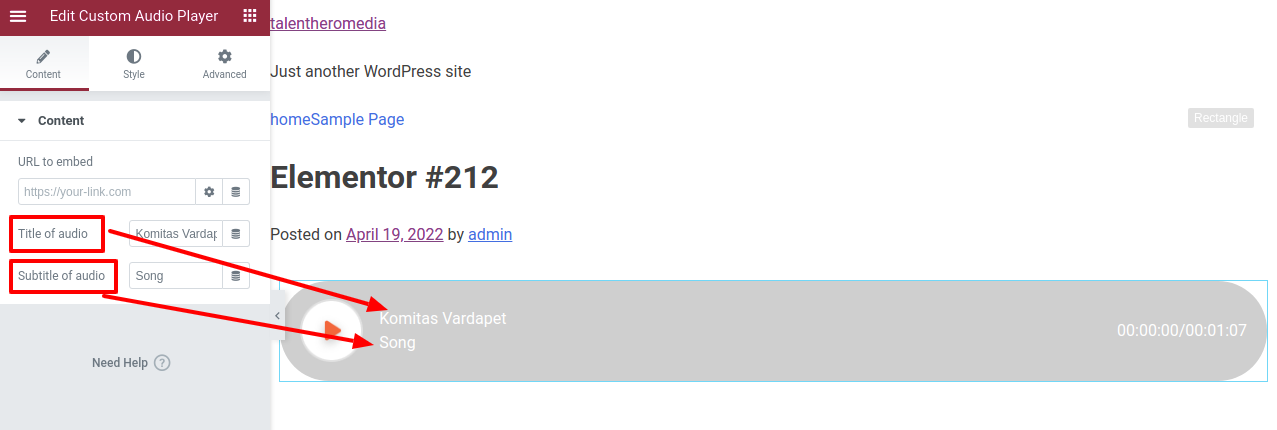 Edit Custom Audio Player
Content
Style
Advanced
Content
URL to embed
https://your-link.com
Title of audio
Komitas Vardap
Subtitle of audio
Song
Need Help ?
talentheromedia
Just another WordPress site
homeSample Page
Rectangle
Elementor #212
Posted on April 19, 2022 by admin
Komitas Vardapet
Song
00:00:00/00:01:07